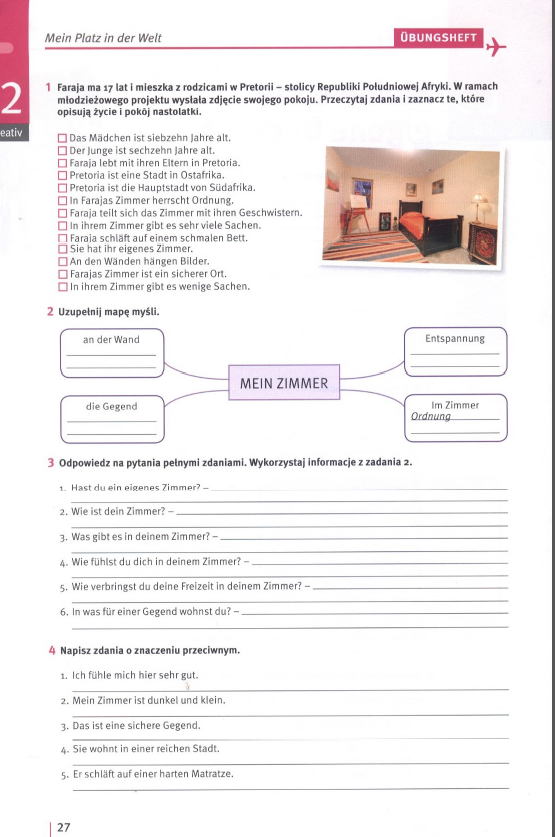 Mein Platz in der Welt
ÜBUNGSHEFT
2
eativ
1 Faraja ma 17 lat i mieszka z rodzicami w Pretorii – stolicy Republiki Południowej Afryki. W ramach
młodzieżowego projektu wysłała zdjęcie swojego pokoju. Przeczytaj zdania i zaznacz te, które
opisują życie i pokój nastolatki.
Das Mädchen ist siebzehn Jahre alt.
Der Junge ist sechzehn Jahre alt.
Faraja lebt mit ihren Eltern in Pretoria.
Pretoria ist eine Stadt in Ostafrika.
Pretoria ist die Hauptstadt von Südafrika.
In Farajas Zimmer herrscht Ordnung.
Faraja teilt sich das Zimmer mit ihren Geschwistern.
In ihrem Zimmer gibt es sehr viele Sachen.
Faraja schläft auf einem schmalen Bett.
Sie hat ihr eigenes Zimmer.
An den Wänden hängen Bilder.
Farajas Zimmer ist ein sicherer Ort.
In ihrem Zimmer gibt es wenige Sachen.
2 Uzupełnij mapę myśli.
an der Wand
Entspannung
MEIN ZIMMER
die Gegend
Im Zimmer
Ordnung
3 Odpowiedz na pytania pełnymi zdaniami. Wykorzystaj informacje z zadania 2.
1. Hast du ein eigenes Zimmer? –
2. Wie ist dein Zimmer? –
3. Was gibt es in deinem Zimmer? –
4. Wie fühlst du dich in deinem Zimmer? –
5. Wie verbringst du deine Freizeit in deinem Zimmer? –
6. In was für einer Gegend wohnst du? –
4 Napisz zdania o znaczeniu przeciwnym.
1. Ich fühle mich hier sehr gut.
2. Mein Zimmer ist dunkel und klein.
3. Das ist eine sichere Gegend.
4. Sie wohnt in einer reichen Stadt.
5. Er schläft auf einer harten Matratze.
27